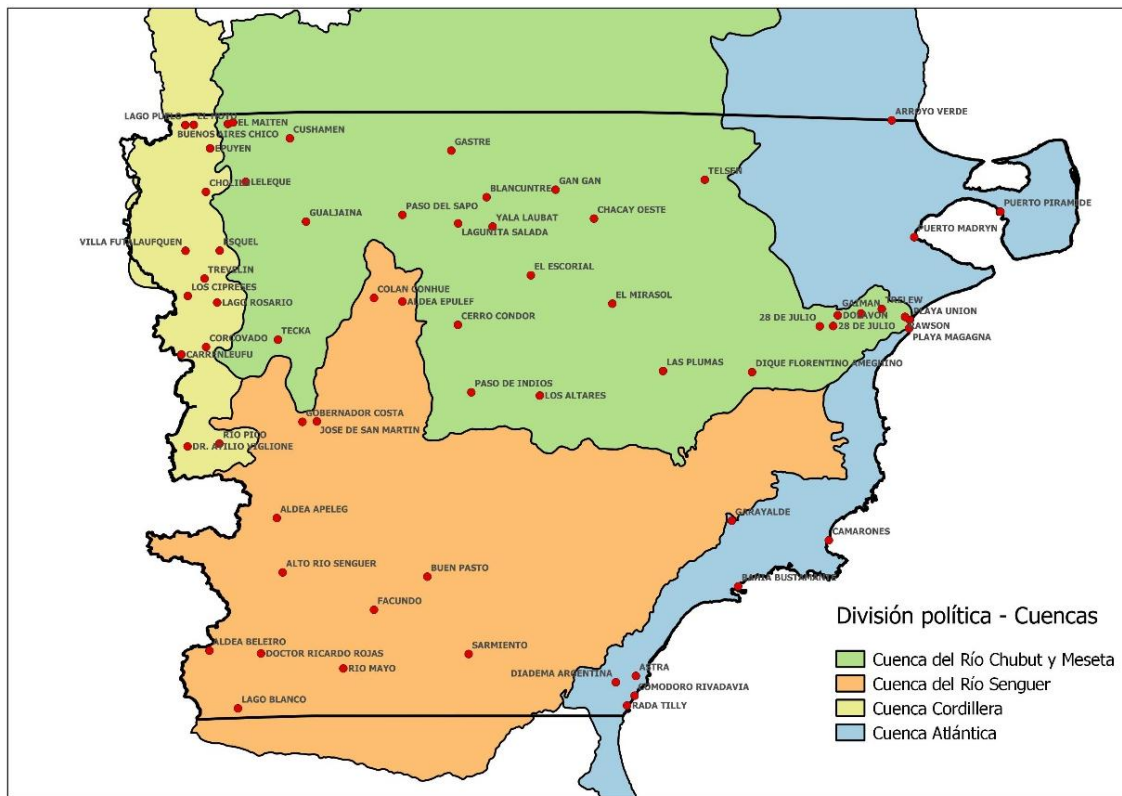 ARROYO VERDE
LAGO PUELO
EL HOYO
EL MAITEN
BUENOS AIRES CHICO
CUSHAMEN
EPUYEN
GASTRE
TELSEN
CHOLILA
LELEQUE
BLANCUNTRE
GAN GAN
PUERTO PIRAMIDE
GUALJAINA
PASO DEL SAPO
YALA LAUBAT
CHACAY OESTE
LAGUNITA SALADA
PUERTO MADRYN
VILLA FUTALAUFQUEN
ESQUEL
TREVELIN
EL ESCORIAL
LOS CIPRESES
LAGO ROSARIO
COLAN CONHUE
ALDEA EPULEF
EL MIRASOL
GAIMAN
TRELEW
28 DE JULIO
DOLAVON
PLAYA UNION
CERRO CONDOR
28 DE JULIO
RAWSON
TECKA
PLAYA MAGAGNA
CORCOVADO
CARRENLEUFU
LAS PLUMAS
DIQUE FLORENTINO AMEGHINO
PASO DE INDIOS
LOS ALTARES
GOBERNADOR COSTA
JOSE DE SAN MARTIN
RIO PICO
DR. ATILIO VIGLIONE
ALDEA APELEG
GARAYALDE
CAMARONES
ALTO RIO SENGUER
BUEN PASTO
BAHIA BUSTAMANTE
FACUNDO
ALDEA BELEIRO
DOCTOR RICARDO ROJAS
SARMIENTO
RIO MAYO
DIADEMA ARGENTINA
ASTRA
COMODORO RIVADAVIA
LAGO BLANCO
RADA TILLY
División política - Cuencas
Cuenca del Río Chubut y Meseta
Cuenca del Río Senguer
Cuenca Cordillera
Cuenca Atlántica